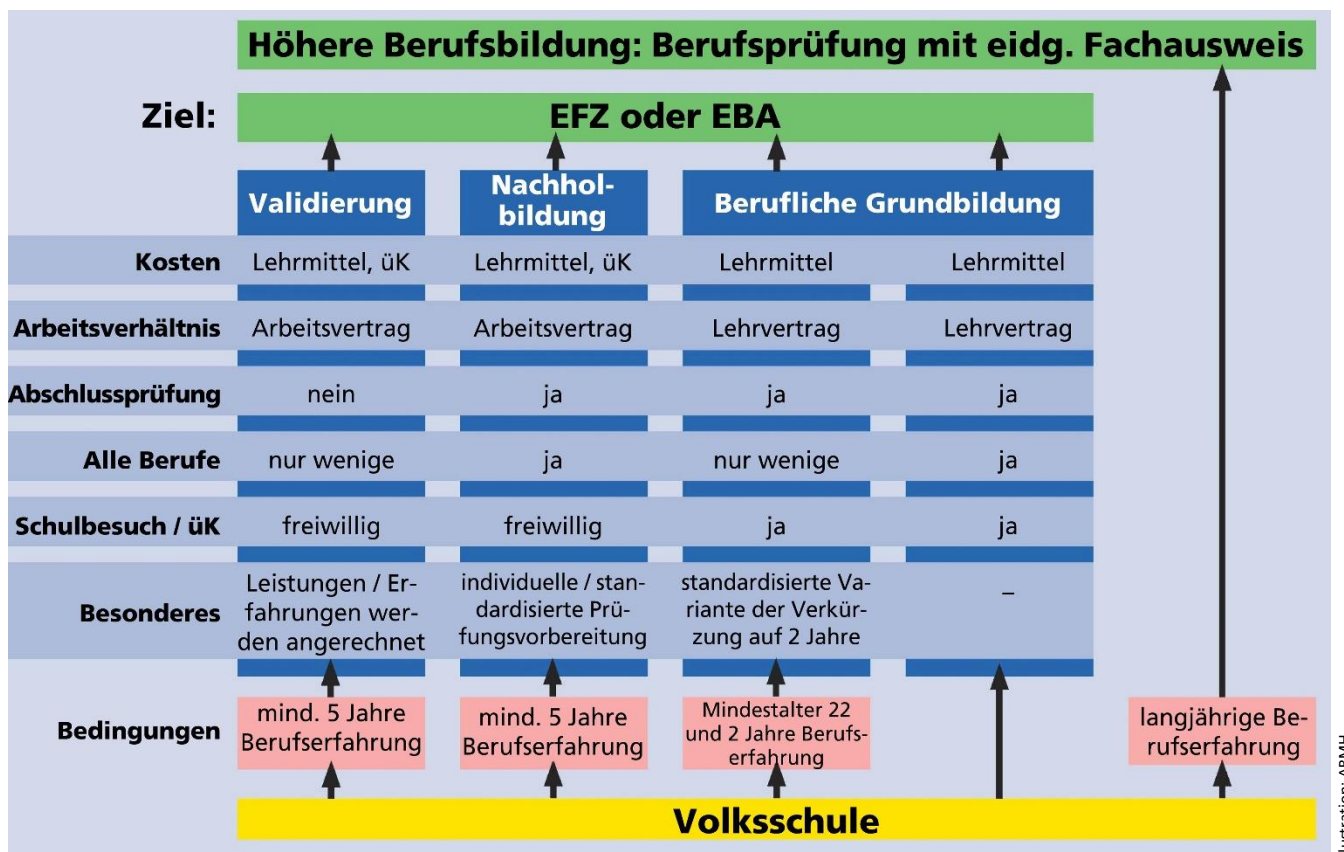 Höhere Berufsbildung: Berufsprüfung mit eidg. Fachausweis
Ziel:
EFZ oder EBA
Validierung
Nachhol-
bildung
Berufliche Grundbildung
Kosten
Lehrmittel, üK
Lehrmittel, üK
Lehrmittel
Lehrmittel
Arbeitsverhältnis
Arbeitsvertrag
Arbeitsvertrag
Lehrvertrag
Lehrvertrag
Abschlussprüfung
nein
ja
ja
ja
Alle Berufe
nur wenige
ja
nur wenige
ja
Schulbesuch / üK
freiwillig
freiwillig
ja
ja
Besonderes
Leistungen / Er-
fahrungen wer-
den angerechnet
individuelle / stan-
dardisierte Prü-
fungsvorbereitung
standardisierte Va-
riante der Verkür-
zung auf 2 Jahre
–
Bedingungen
mind. 5 Jahre
Berufserfahrung
mind. 5 Jahre
Berufserfahrung
Mindestalter 22
und 2 Jahre Berufs-
erfahrung
langjährige Be-
rufserfahrung
Volksschule